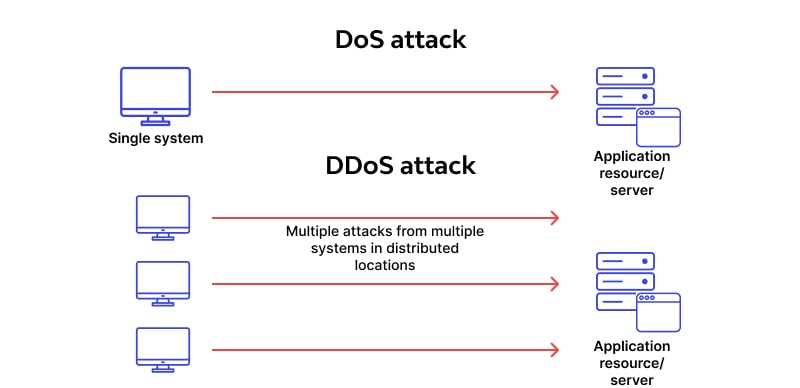 DoS attack
Single system
Application
resource/
server
DDoS attack
Multiple attacks from multiple
systems in distributed
locations
Application
resource/
server